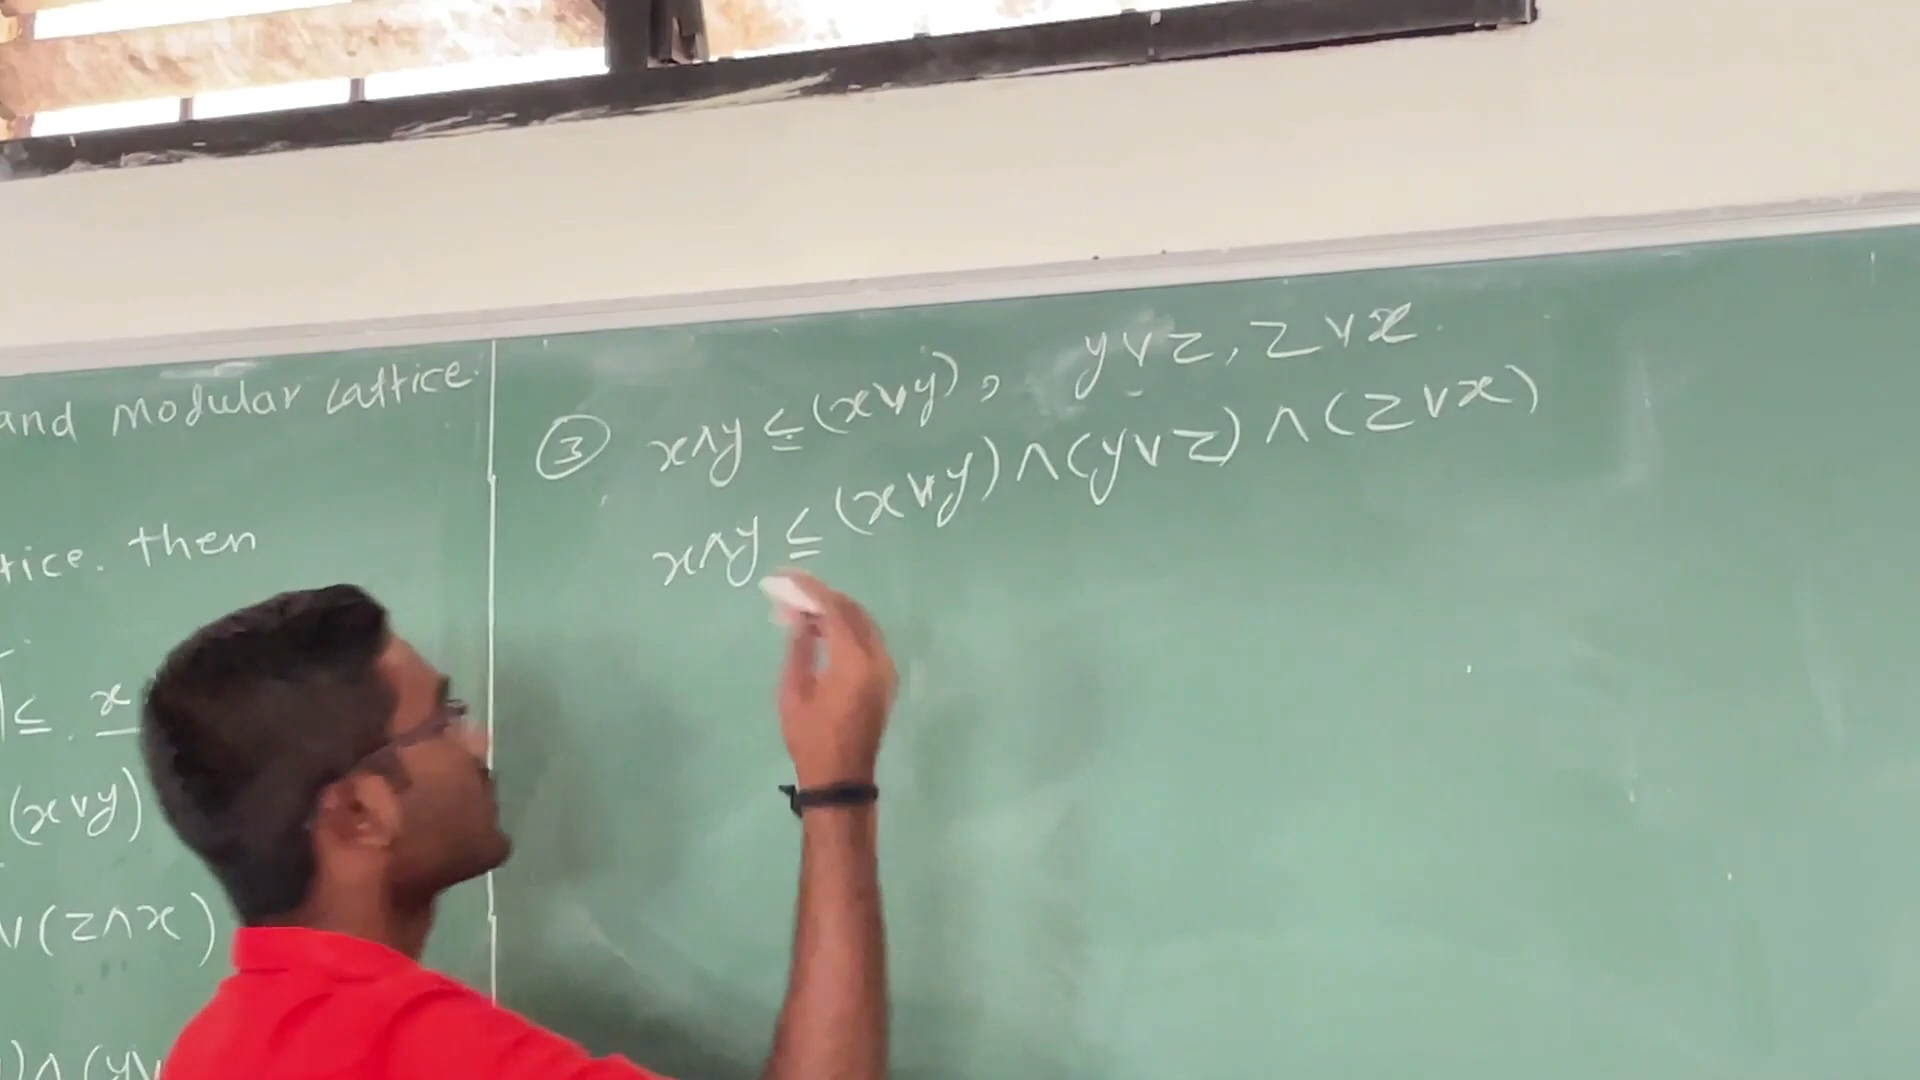 and Modular Lattice.
tice. then
≤ x
(x∨y)
∨(z∧x)
)∧(y∨
③ x∧y ≤ (x∨y), y∨z, z∨x.
x∧y ≤ (x∨y)∧(y∨z)∧(z∨x)